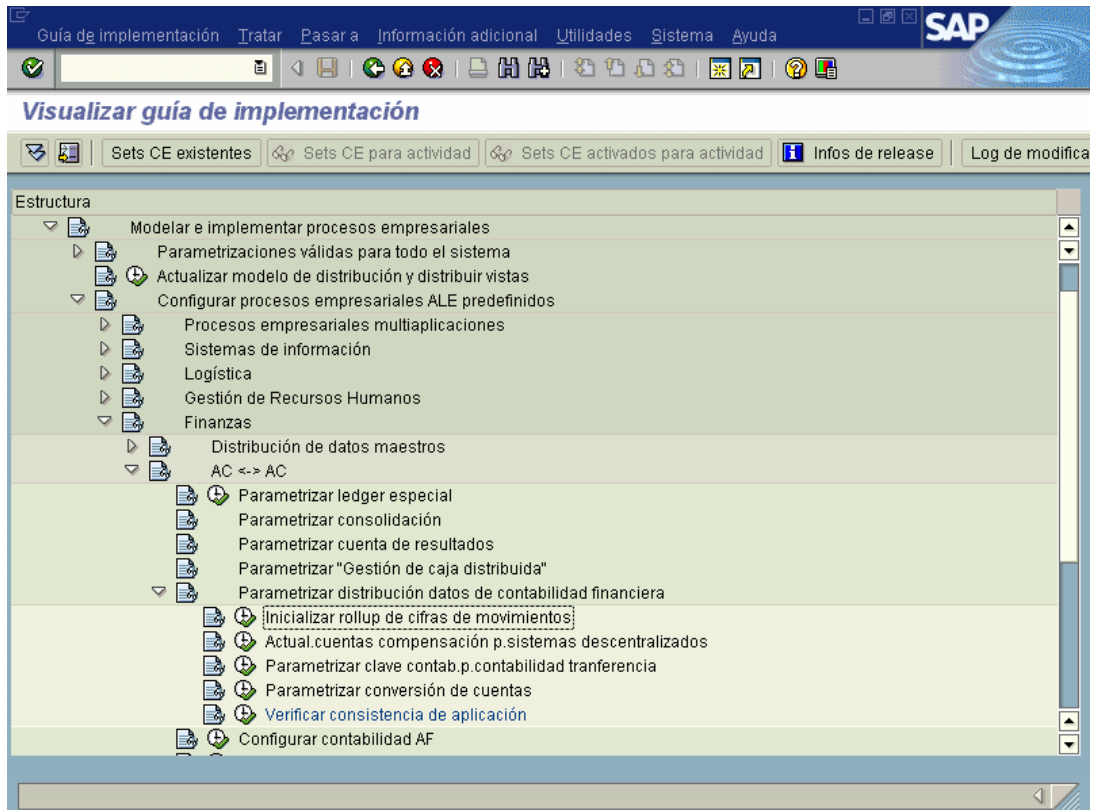 Guía de implementación Tratar Pasar a Información adicional Utilidades Sistema Ayuda
SAP
Visualizar guía de implementación
Sets CE existentes Sets CE para actividad Sets CE activados para actividad Infos de release Log de modifica
Estructura
Modelar e implementar procesos empresariales
Parametrizaciones válidas para todo el sistema
Actualizar modelo de distribución y distribuir vistas
Configurar procesos empresariales ALE predefinidos
Procesos empresariales multiaplicaciones
Sistemas de información
Logística
Gestión de Recursos Humanos
Finanzas
Distribución de datos maestros
AC <-> AC
Parametrizar ledger especial
Parametrizar consolidación
Parametrizar cuenta de resultados
Parametrizar "Gestión de caja distribuida"
Parametrizar distribución datos de contabilidad financiera
Inicializar rollup de cifras de movimientos
Actual.cuentas compensación p.sistemas descentralizados
Parametrizar clave contab.p.contabilidad tranferencia
Parametrizar conversión de cuentas
Verificar consistencia de aplicación
Configurar contabilidad AF